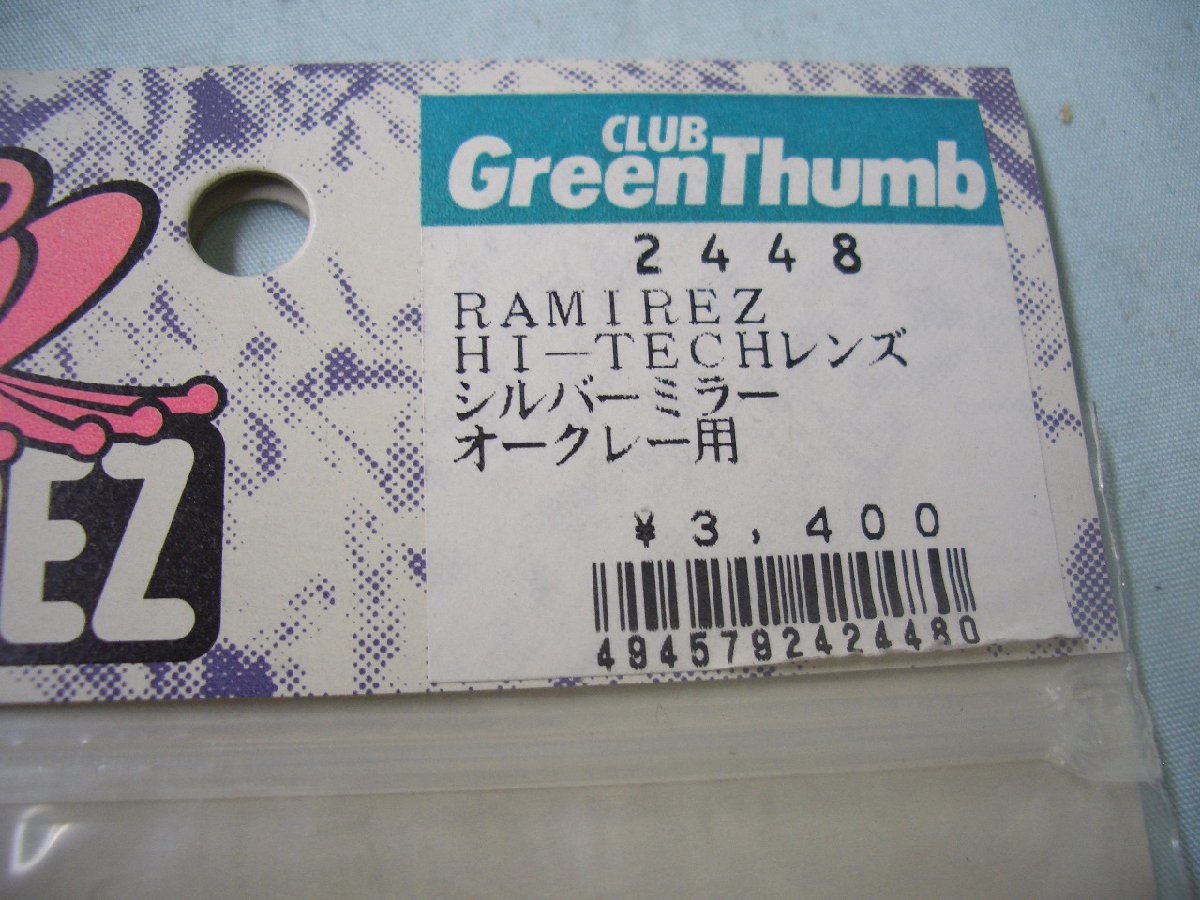 CLUB
GreenThumb
2448
RAMIREZ
HI－TECHレンズ
シルバーミラー
オークレー用
¥3,400
4945792424480
EZ